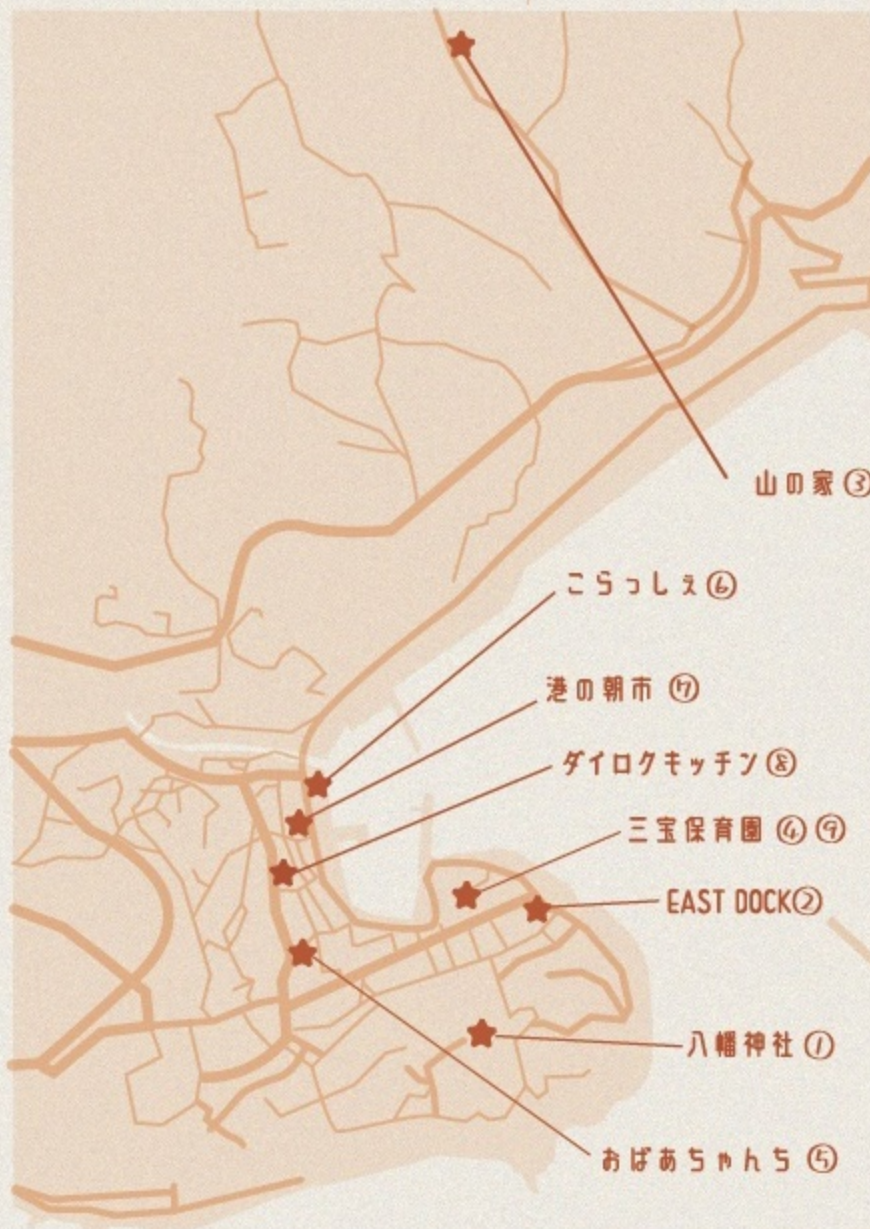 山の家③
こらっしぇ⑥
港の朝市 ⑦
ダイロクキッチン⑧
三宝保育園 ④⑨
EAST DOCK②
八幡神社 ①
おばあちゃんち ⑤